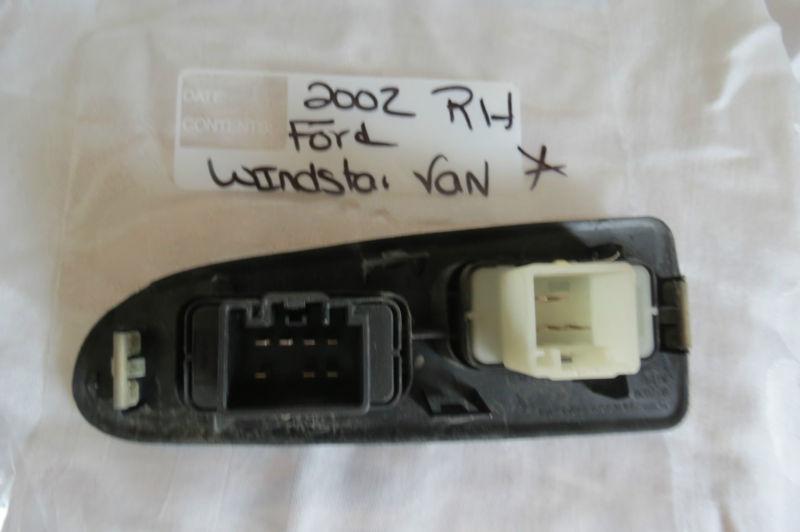 DATE:
2002 RH
CONTENTS:
Ford
Windstar Van